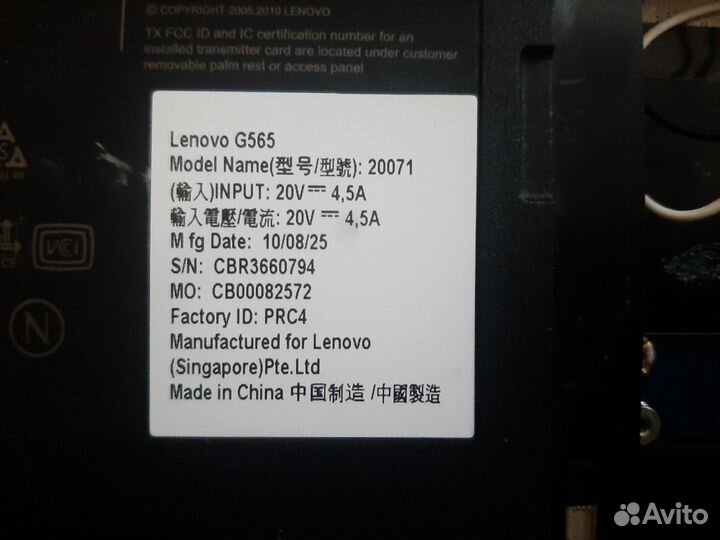 © COPYRIGHT 2005,2010 LENOVO
TX FCC ID and IC certification number for an
installed transmitter card are located under customer
removable palm rest or access panel
Lenovo G565
Model Name(型号/型號): 20071
(輸入)INPUT: 20V⎓ 4,5A
輸入電壓/電流: 20V ⎓ 4,5A
Mfg Date: 10/08/25
S/N: CBR3660794
MO: CB00082572
Factory ID: PRC4
Manufactured for Lenovo
(Singapore)Pte.Ltd
Made in China 中国制造 /中國製造
VCCI
N
Avito